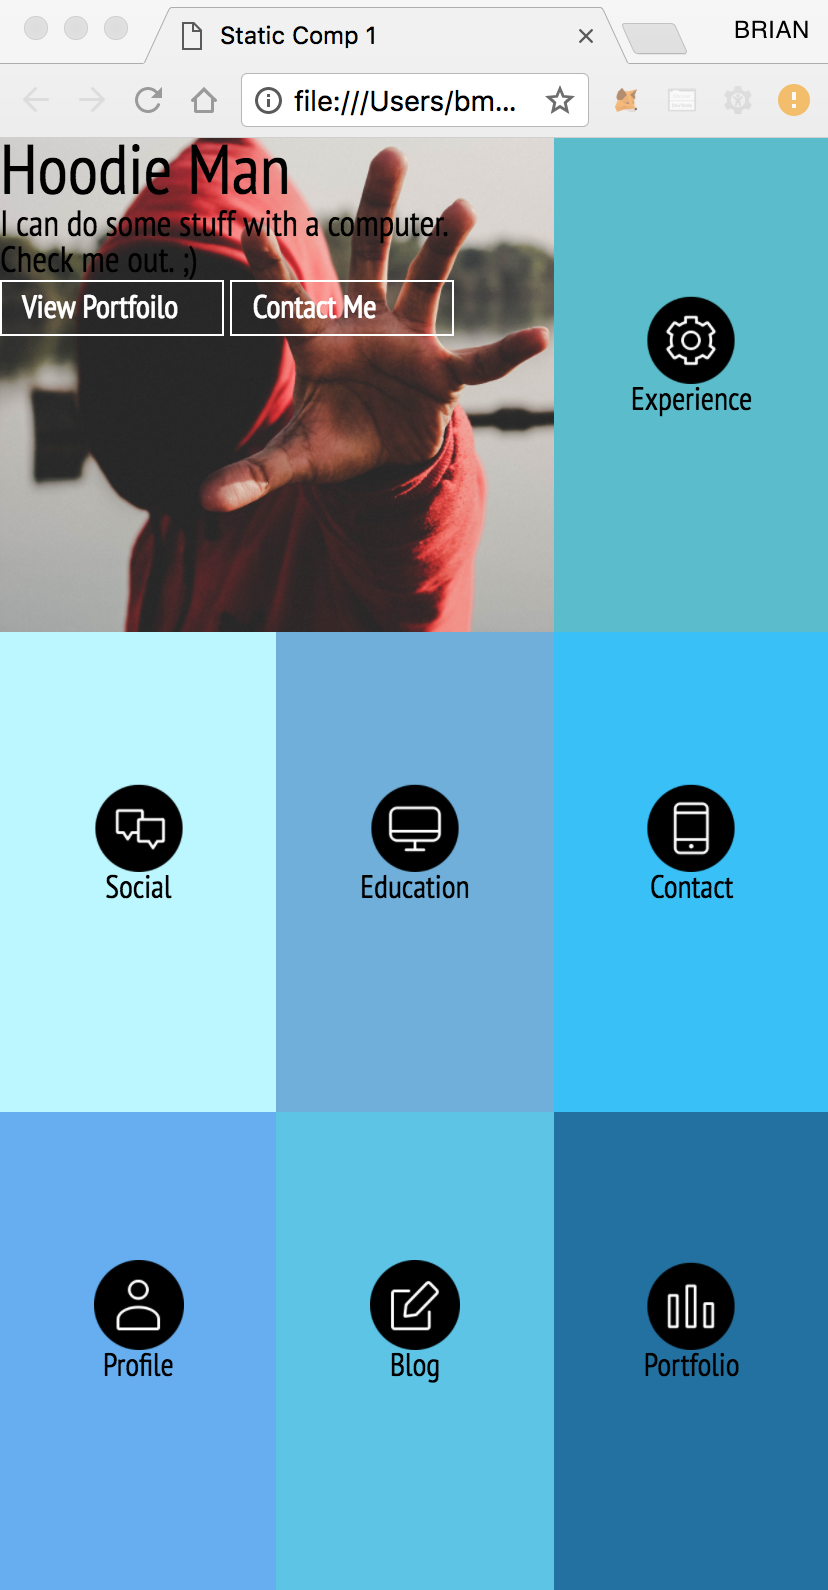 Static Comp 1
BRIAN
file:///Users/bm...
Hoodie Man
I can do some stuff with a computer.
Check me out. ;)
View Portfoilo
Contact Me
Experience
Social
Education
Contact
Profile
Blog
Portfolio